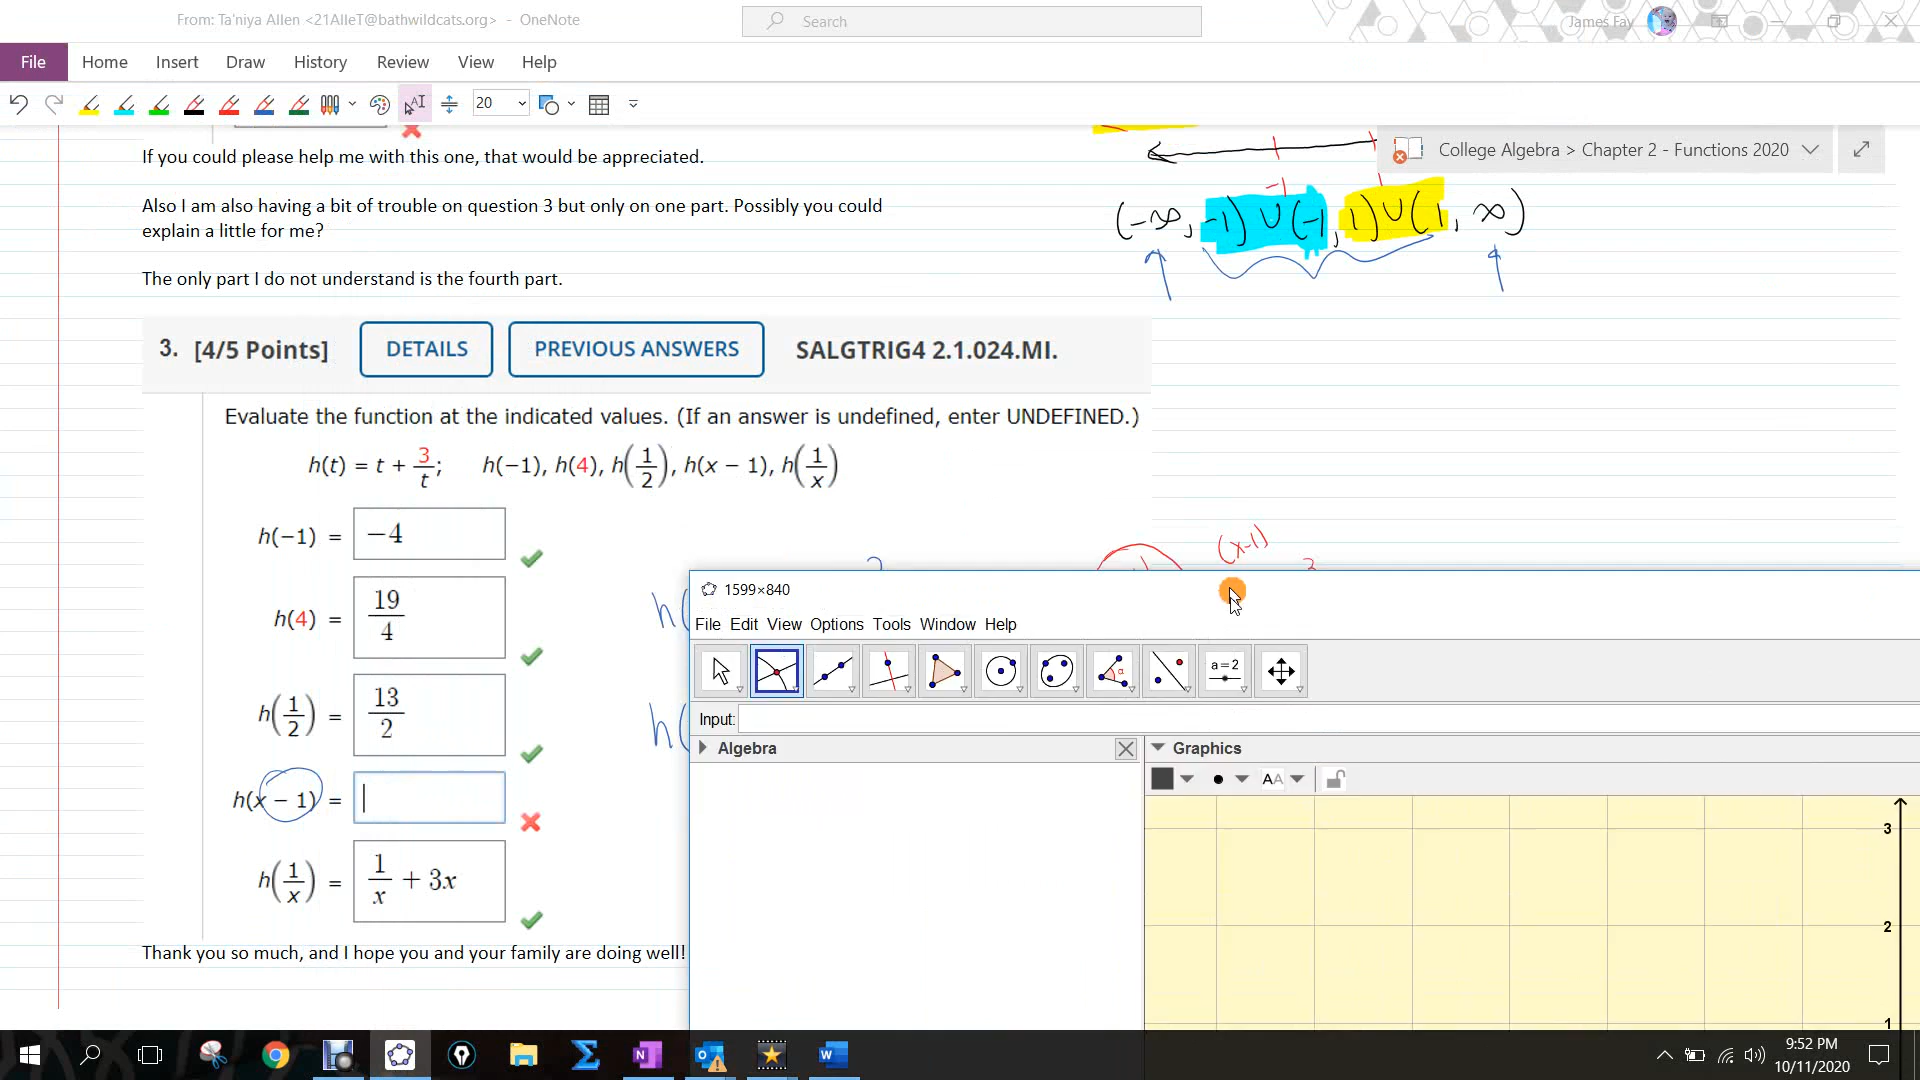 From: Ta'niya Allen <21AlleT@bathwildcats.org> - OneNote
Search
James Fay
File Home Insert Draw History Review View Help
20
If you could please help me with this one, that would be appreciated.
College Algebra > Chapter 2 - Functions 2020
-1
(-∞, -1) ∪ (-1, 1) ∪ (1, ∞)
Also I am also having a bit of trouble on question 3 but only on one part. Possibly you could
explain a little for me?
The only part I do not understand is the fourth part.
3. [4/5 Points] DETAILS PREVIOUS ANSWERS SALGTRIG4 2.1.024.MI.
Evaluate the function at the indicated values. (If an answer is undefined, enter UNDEFINED.)
h(t) = t + 3/t; h(−1), h(4), h(1/2), h(x − 1), h(1/x)
h(−1) = −4
(x-1)
h(4) = 19/4
h(
h(1/2) = 13/2
h(
h(x − 1) =
h(1/x) = 1/x + 3x
Thank you so much, and I hope you and your family are doing well!
1599×840
File Edit View Options Tools Window Help
a=2
Input:
Algebra
Graphics
AA
3
2
1
9:52 PM
10/11/2020